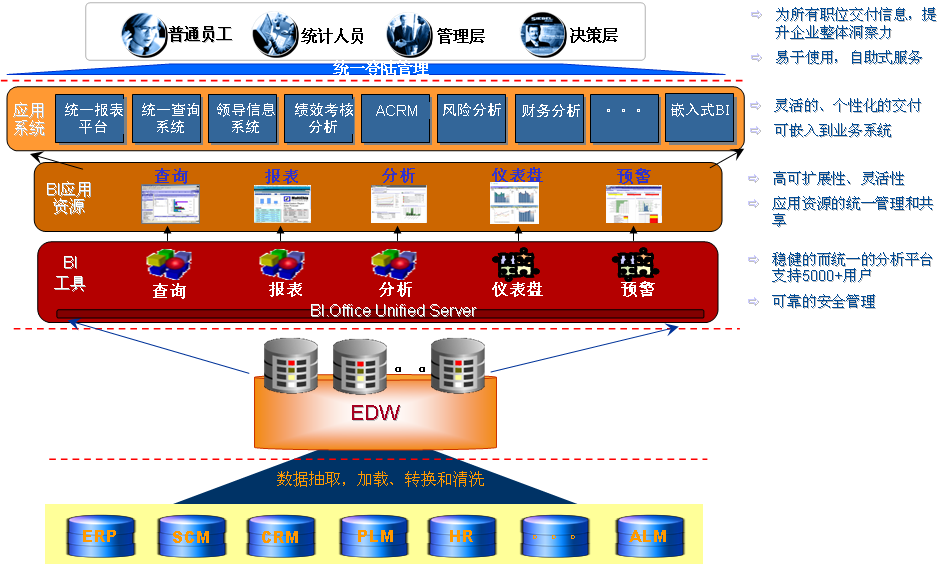 普通员工
统计人员
管理层
SIEBEL
决策层
为所有职位交付信息，提
升企业整体洞察力
易于使用，自助式服务
统一登陆管理
应用
系统
统一报表
平台
统一查询
系统
领导信息
系统
绩效考核
分析
ACRM
风险分析
财务分析
。。。
嵌入式BI
灵活的、个性化的交付
可嵌入到业务系统
BI应用
资源
查询
报表
分析
仪表盘
预警
高可扩展性、灵活性
应用资源的统一管理和共
享
BI
工具
查询
报表
分析
仪表盘
预警
BI.Office Unified Server
稳健的而统一的分析平台
支持5000+用户
可靠的安全管理
EDW
数据抽取，加载、转换和清洗
ERP
SCM
CRM
PLM
HR
。。。
ALM